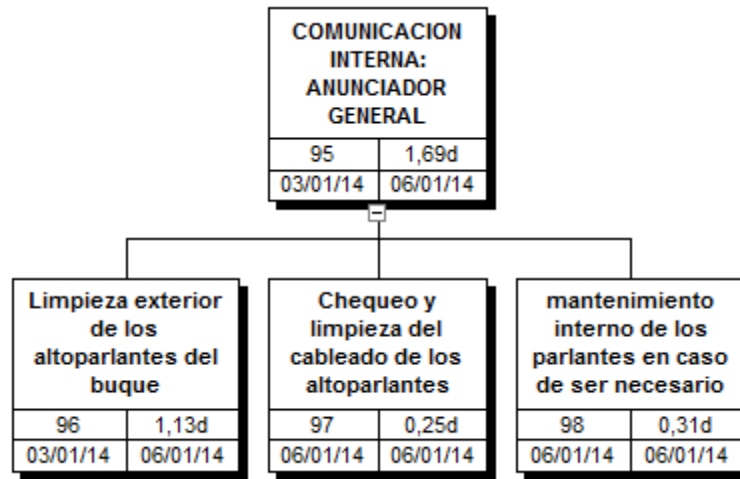 COMUNICACION
INTERNA:
ANUNCIADOR
GENERAL
95 1,69d
03/01/14 06/01/14
Limpieza exterior
de los
altoparlantes del
buque
96 1,13d
03/01/14 06/01/14
Chequeo y
limpieza del
cableado de los
altoparlantes
97 0,25d
06/01/14 06/01/14
mantenimiento
interno de los
parlantes en caso
de ser necesario
98 0,31d
06/01/14 06/01/14